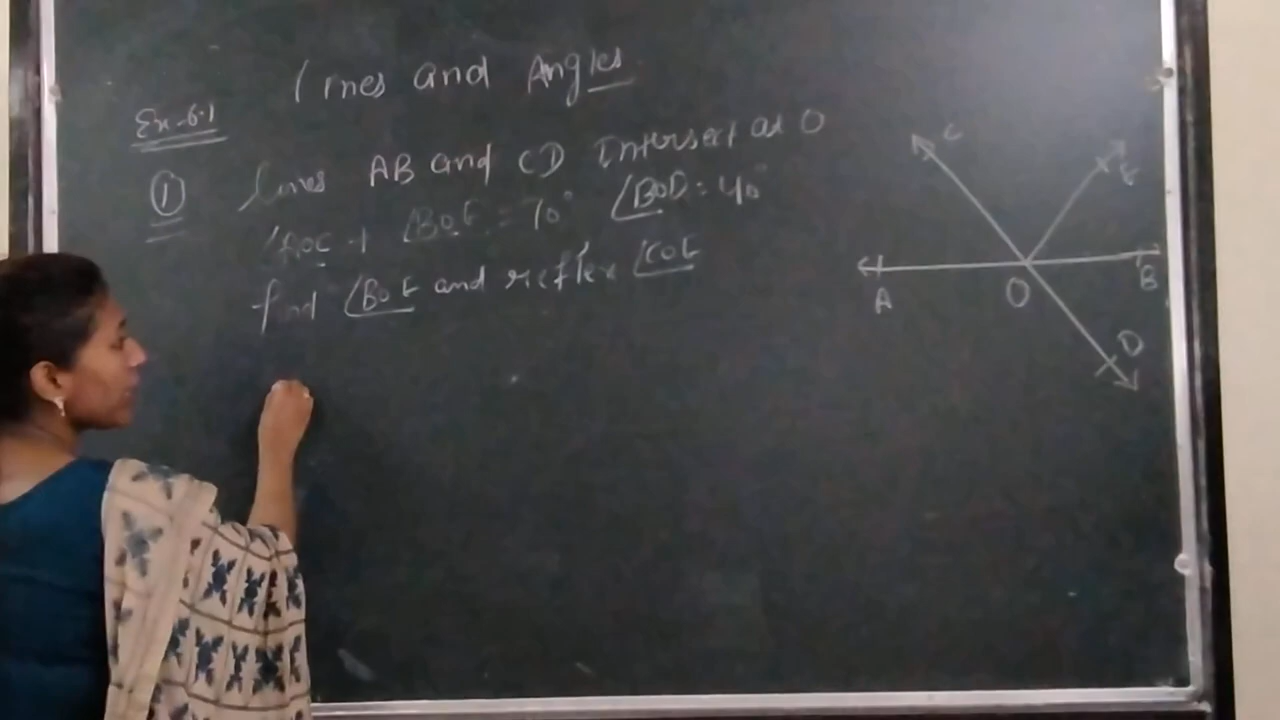 Lines and Angles
Ex-6.1
① Lines AB and CD Intersect at O
∠AOC + ∠BOE = 70° ∠BOD = 40°
find ∠BOE and reflex ∠COE
C
E
A
O
B
D